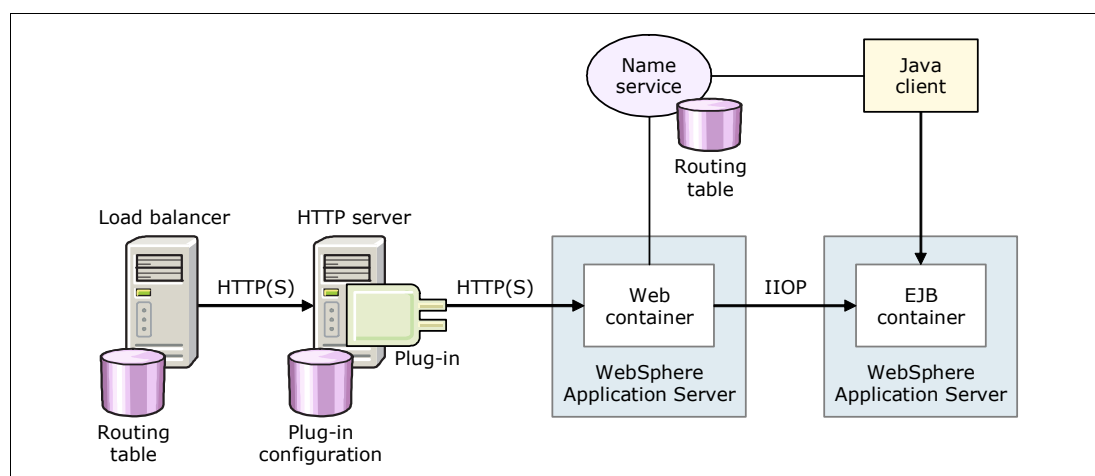 Name
service
Java
client
Routing
table
Load balancer
HTTP server
HTTP(S)
HTTP(S)
Web
container
IIOP
EJB
container
Plug-in
WebSphere
Application Server
WebSphere
Application Server
Routing
table
Plug-in
configuration